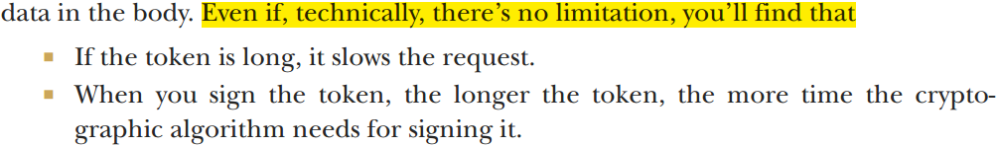 data in the body. Even if, technically, there’s no limitation, you’ll find that
▪ If the token is long, it slows the request.
▪ When you sign the token, the longer the token, the more time the crypto-
graphic algorithm needs for signing it.